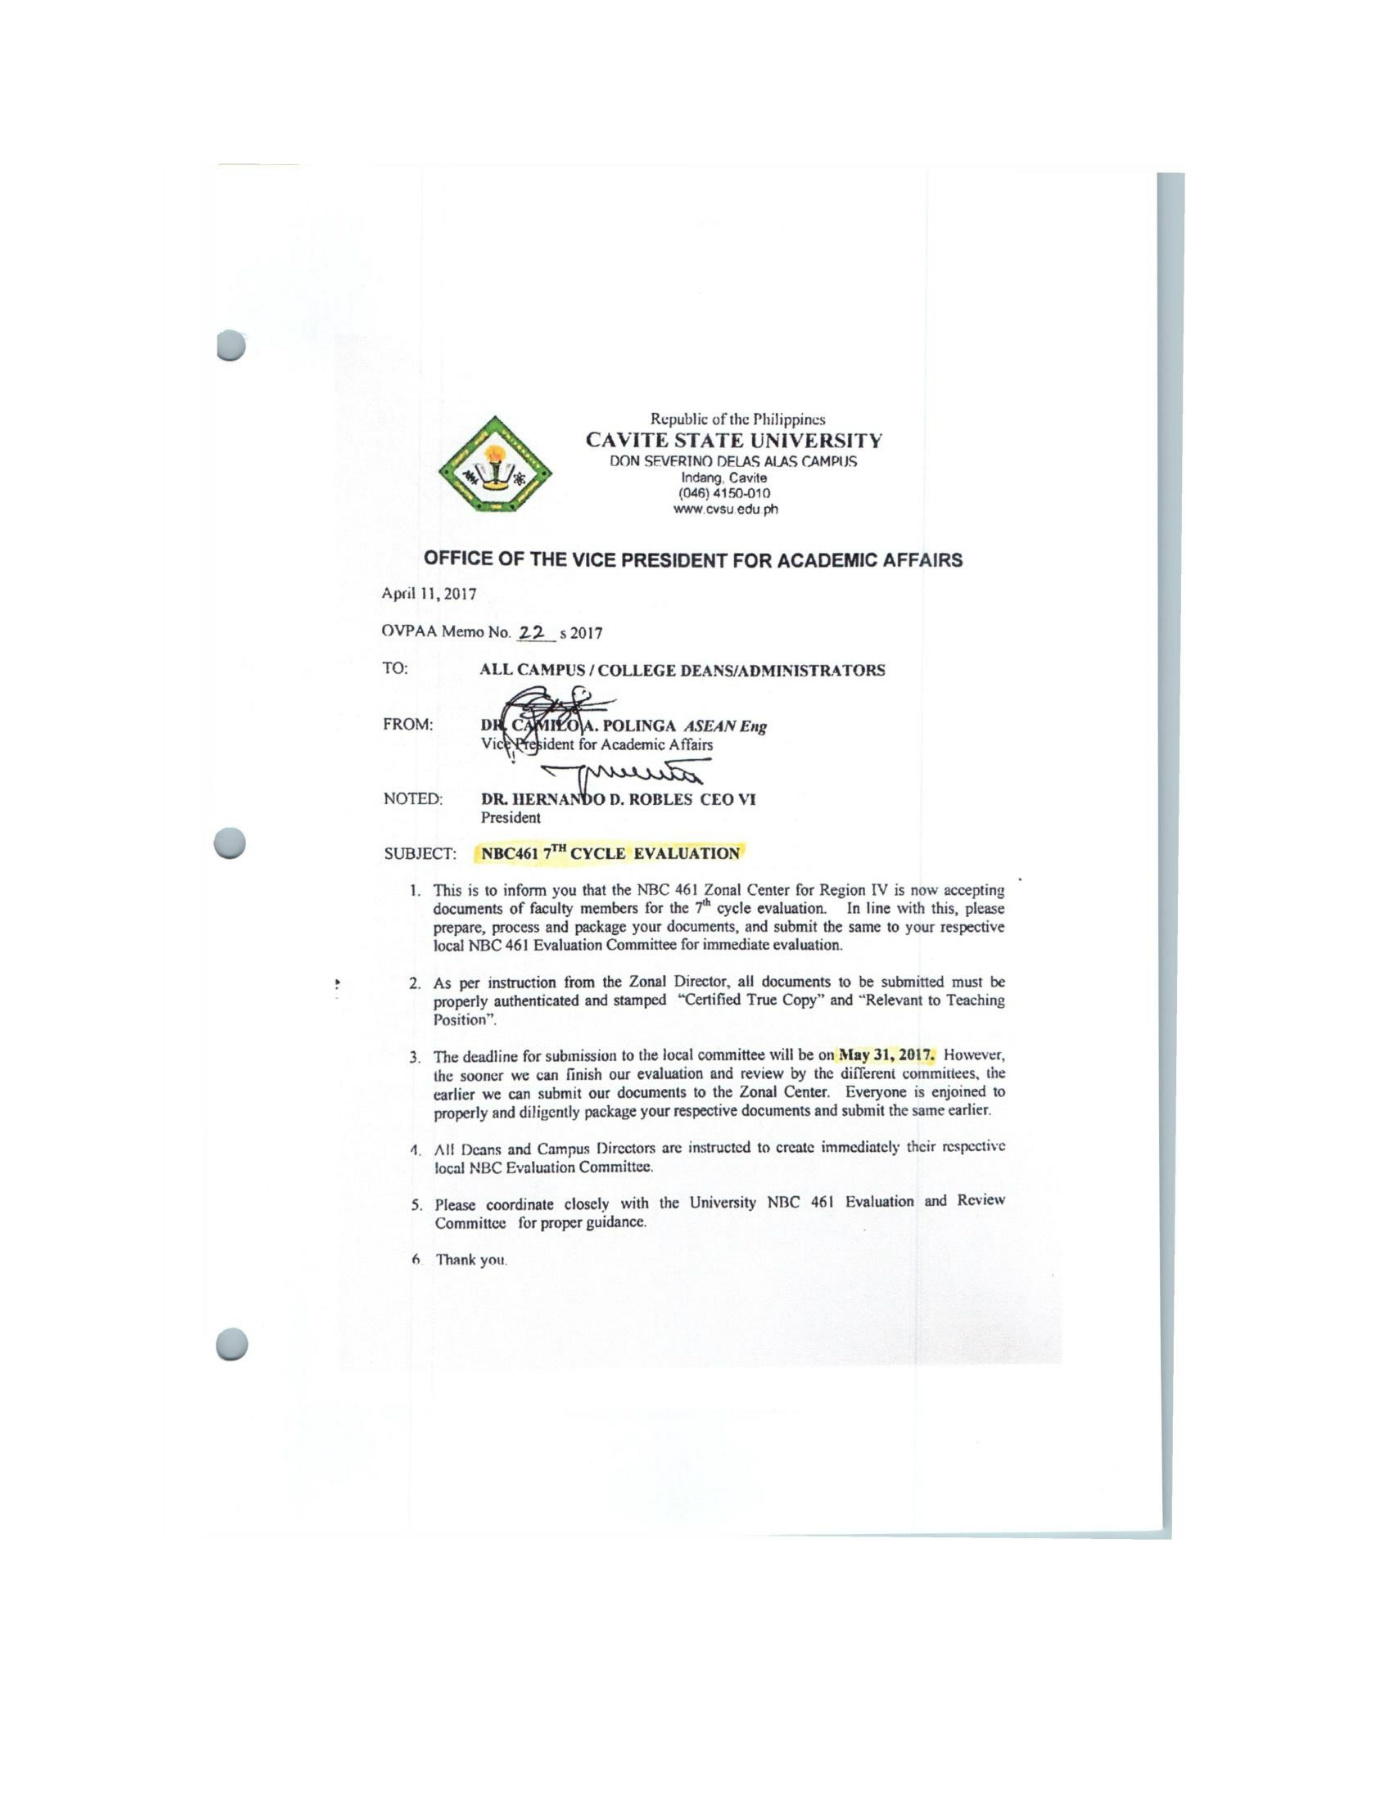 Republic of the Philippines
CAVITE STATE UNIVERSITY
DON SEVERINO DELAS ALAS CAMPUS
Indang, Cavite
(046) 4150-010
www.cvsu.edu.ph
OFFICE OF THE VICE PRESIDENT FOR ACADEMIC AFFAIRS
April 11, 2017
OVPAA Memo No. 22 s 2017
TO: ALL CAMPUS / COLLEGE DEANS/ADMINISTRATORS
FROM: DR. CAMILO A. POLINGA ASEAN Eng
Vice President for Academic Affairs
NOTED: DR. HERNANDO D. ROBLES CEO VI
President
SUBJECT: NBC461 7TH CYCLE EVALUATION
1. This is to inform you that the NBC 461 Zonal Center for Region IV is now accepting
documents of faculty members for the 7th cycle evaluation. In line with this, please
prepare, process and package your documents, and submit the same to your respective
local NBC 461 Evaluation Committee for immediate evaluation.
2. As per instruction from the Zonal Director, all documents to be submitted must be
properly authenticated and stamped "Certified True Copy" and "Relevant to Teaching
Position".
3. The deadline for submission to the local committee will be on May 31, 2017. However,
the sooner we can finish our evaluation and review by the different committees, the
earlier we can submit our documents to the Zonal Center. Everyone is enjoined to
properly and diligently package your respective documents and submit the same earlier.
4. All Deans and Campus Directors are instructed to create immediately their respective
local NBC Evaluation Committee.
5. Please coordinate closely with the University NBC 461 Evaluation and Review
Committee for proper guidance.
6. Thank you.